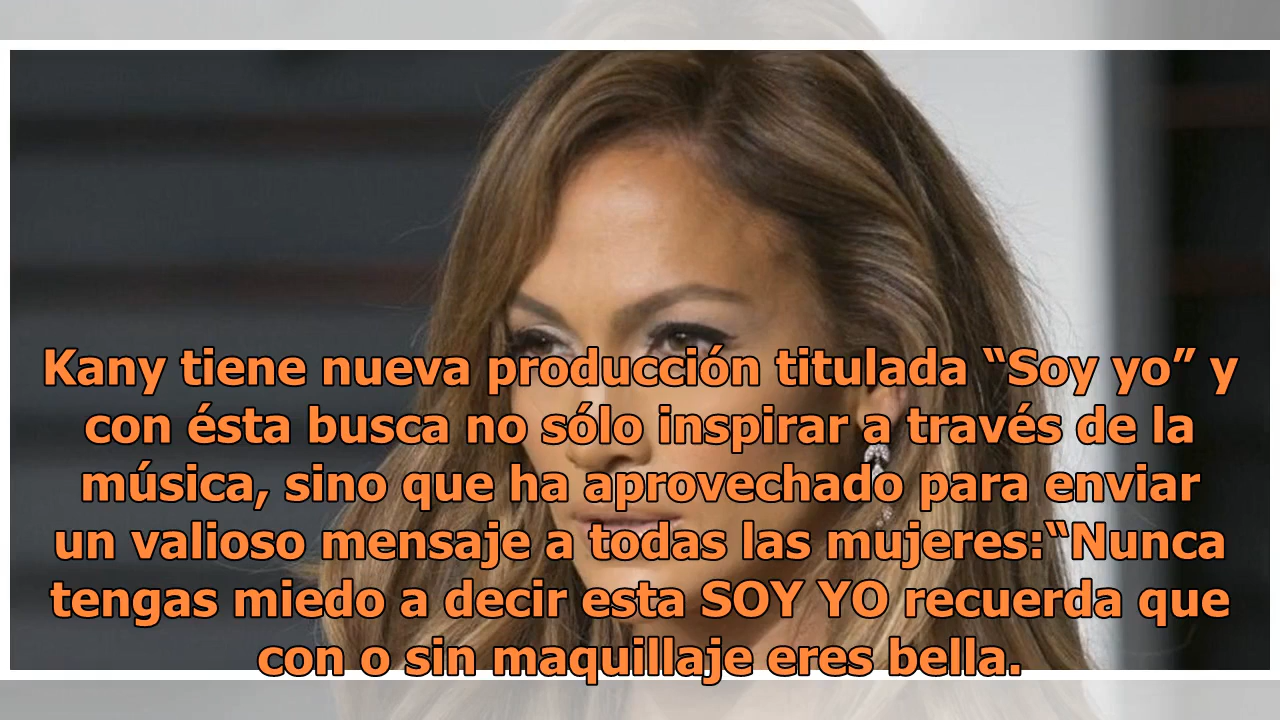 Kany tiene nueva producción titulada “Soy yo” y
con ésta busca no sólo inspirar a través de la
música, sino que ha aprovechado para enviar
un valioso mensaje a todas las mujeres:“Nunca
tengas miedo a decir esta SOY YO recuerda que
con o sin maquillaje eres bella.